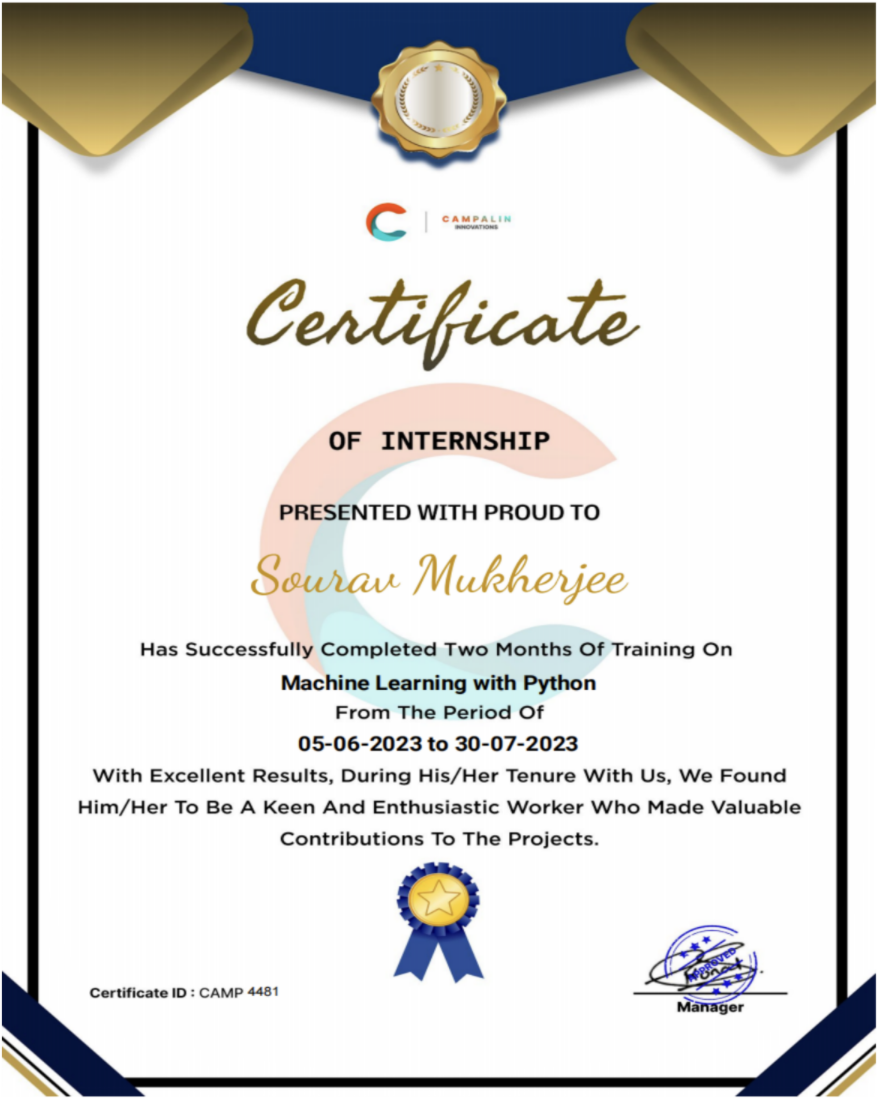 CAMPALIN
INNOVATIONS
Certificate
OF INTERNSHIP
PRESENTED WITH PROUD TO
Sourav Mukherjee
Has Successfully Completed Two Months Of Training On
Machine Learning with Python
From The Period Of
05-06-2023 to 30-07-2023
With Excellent Results, During His/Her Tenure With Us, We Found
Him/Her To Be A Keen And Enthusiastic Worker Who Made Valuable
Contributions To The Projects.
APPROVED
Certificate ID : CAMP 4481
Manager